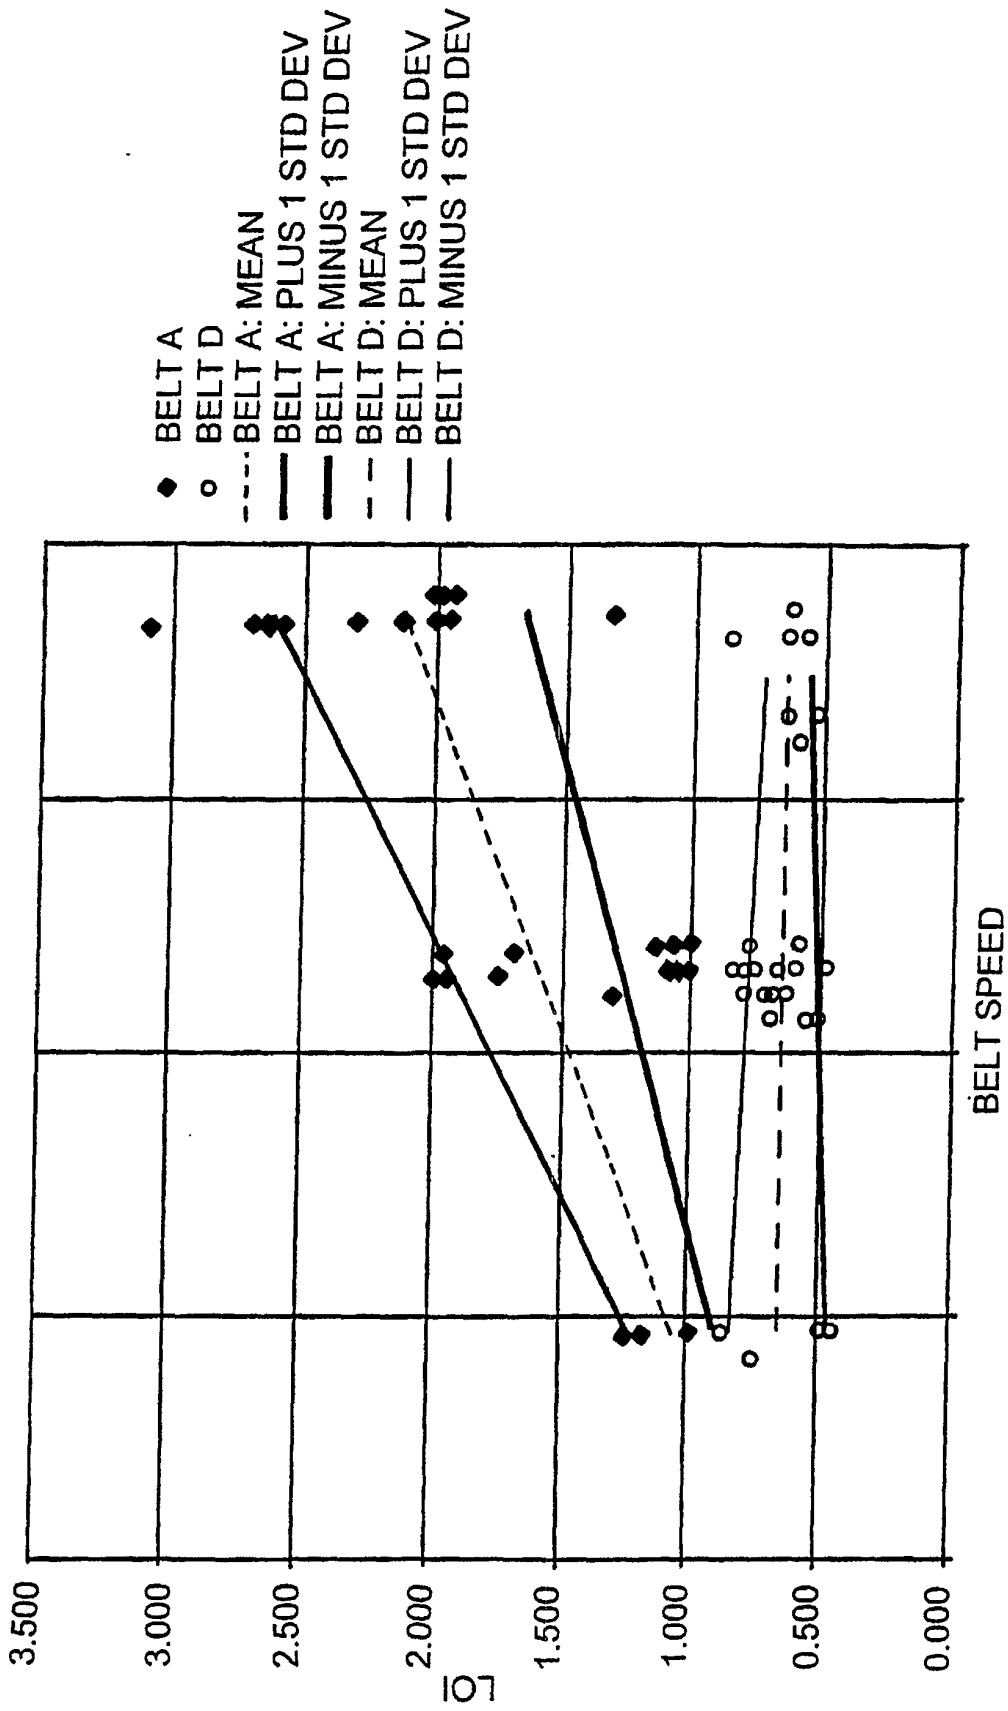 3.500
3.000
2.500
2.000
1.500
1.000
0.500
0.000
LOI
BELT SPEED
BELT A
BELT D
BELT A: MEAN
BELT A: PLUS 1 STD DEV
BELT A: MINUS 1 STD DEV
BELT D: MEAN
BELT D: PLUS 1 STD DEV
BELT D: MINUS 1 STD DEV